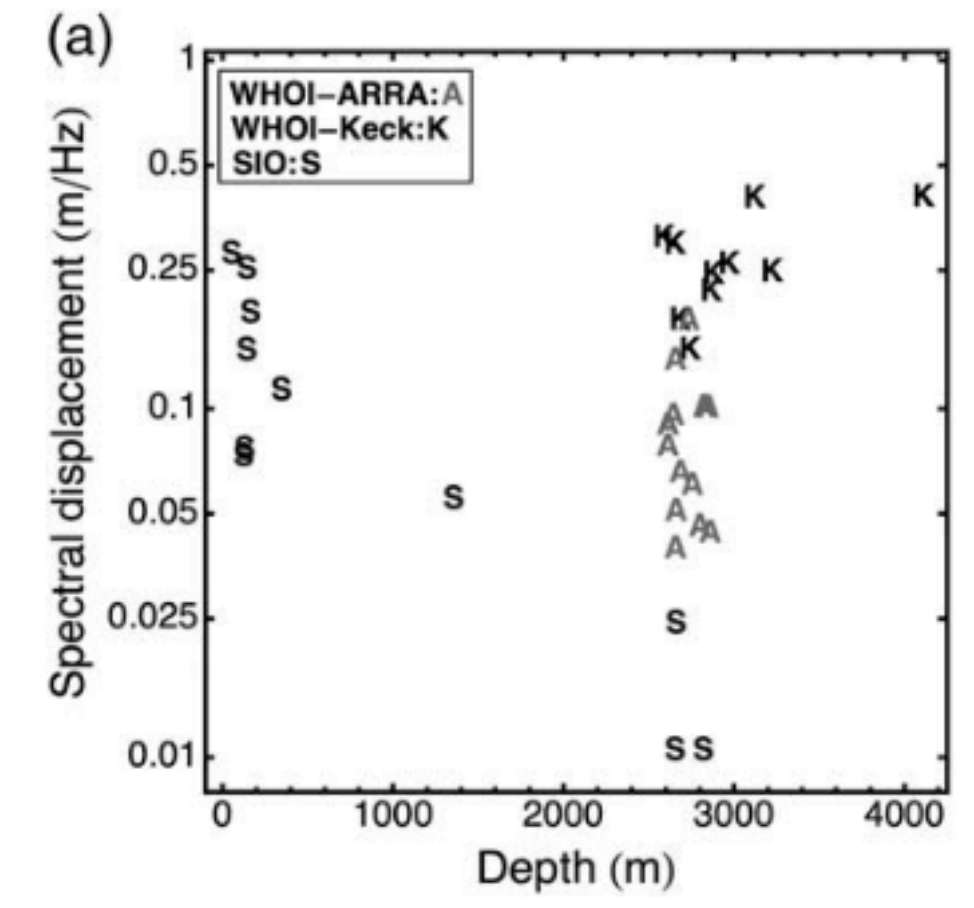 (a)
Spectral displacement (m/Hz)
1
0.5
0.25
0.1
0.05
0.025
0.01
WHOI–ARRA:A
WHOI–Keck:K
SIO:S
K
K
K
K
K
K
K
K
K
K
K
S
S
S
S
S
S
S
S
S
S
S
A
A
A
A
A
A
A
A
A
A
A
A
A
A
0 1000 2000 3000 4000
Depth (m)